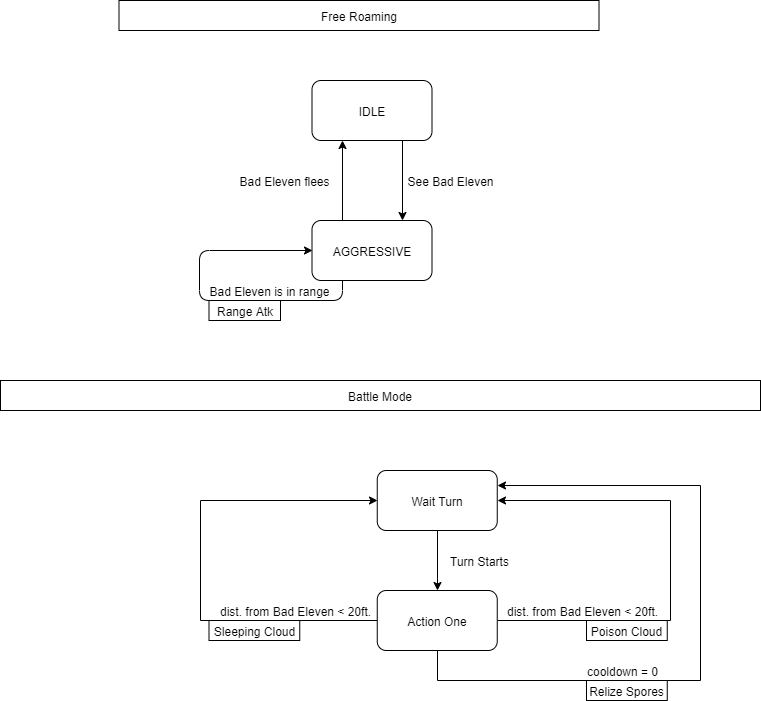 Free Roaming
IDLE
Bad Eleven flees
See Bad Eleven
AGGRESSIVE
Bad Eleven is in range
Range Atk
Battle Mode
Wait Turn
Turn Starts
dist. from Bad Eleven < 20ft.
Sleeping Cloud
Action One
dist. from Bad Eleven < 20ft.
Poison Cloud
cooldown = 0
Relize Spores